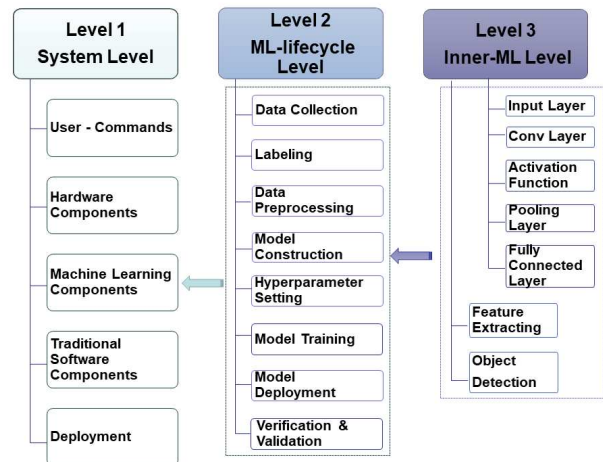 Level 1
System Level
User - Commands
Hardware
Components
Machine Learning
Components
Traditional
Software
Components
Deployment
Level 2
ML-lifecycle
Level
Data Collection
Labeling
Data
Preprocessing
Model
Construction
Hyperparameter
Setting
Model Training
Model
Deployment
Verification &
Validation
Level 3
Inner-ML Level
Input Layer
Conv Layer
Activation
Function
Pooling
Layer
Fully
Connected
Layer
Feature
Extracting
Object
Detection